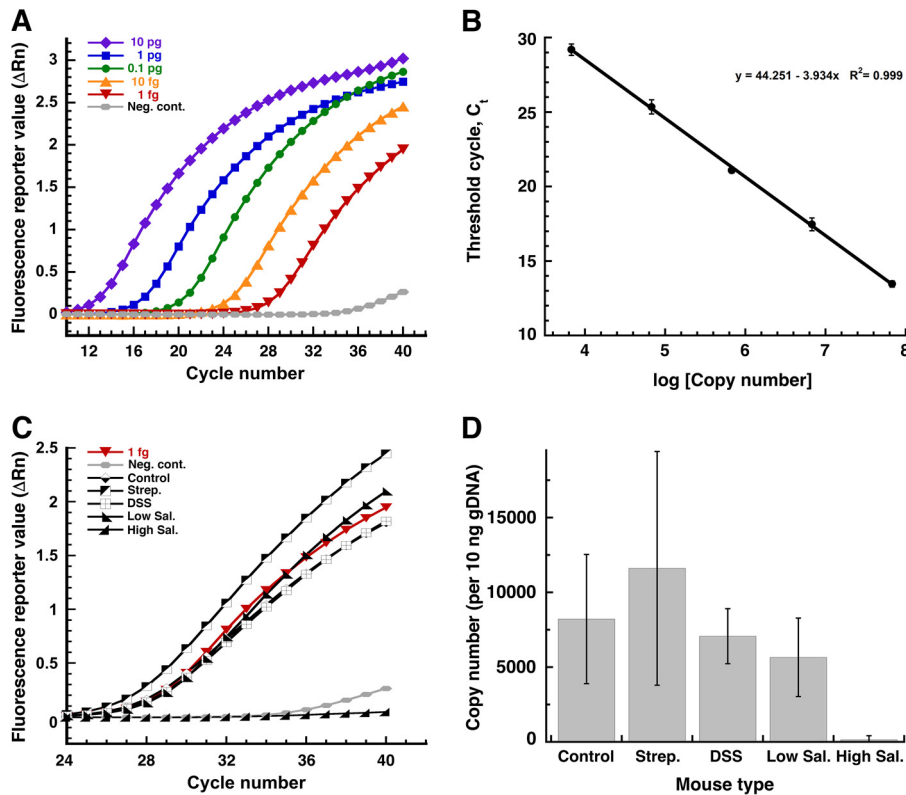 A
10 pg
1 pg
0.1 pg
10 fg
1 fg
Neg. cont.
Fluorescence reporter value (ΔRn)
3
2.5
2
1.5
1
0.5
0
12 16 20 24 28 32 36 40
Cycle number
B
y = 44.251 - 3.934x R²= 0.999
Threshold cycle, Cₜ
30
26
22
18
14
10
4 5 6 7 8
log [Copy number]
C
1 fg
Neg. cont.
Control
Strep.
DSS
Low Sal.
High Sal.
Fluorescence reporter value (ΔRn)
2.5
2
1.5
1
0.5
0
24 28 32 36 40
Cycle number
D
Copy number (per 10 ng gDNA)
15000
10000
5000
0
Control Strep. DSS Low Sal. High Sal.
Mouse type